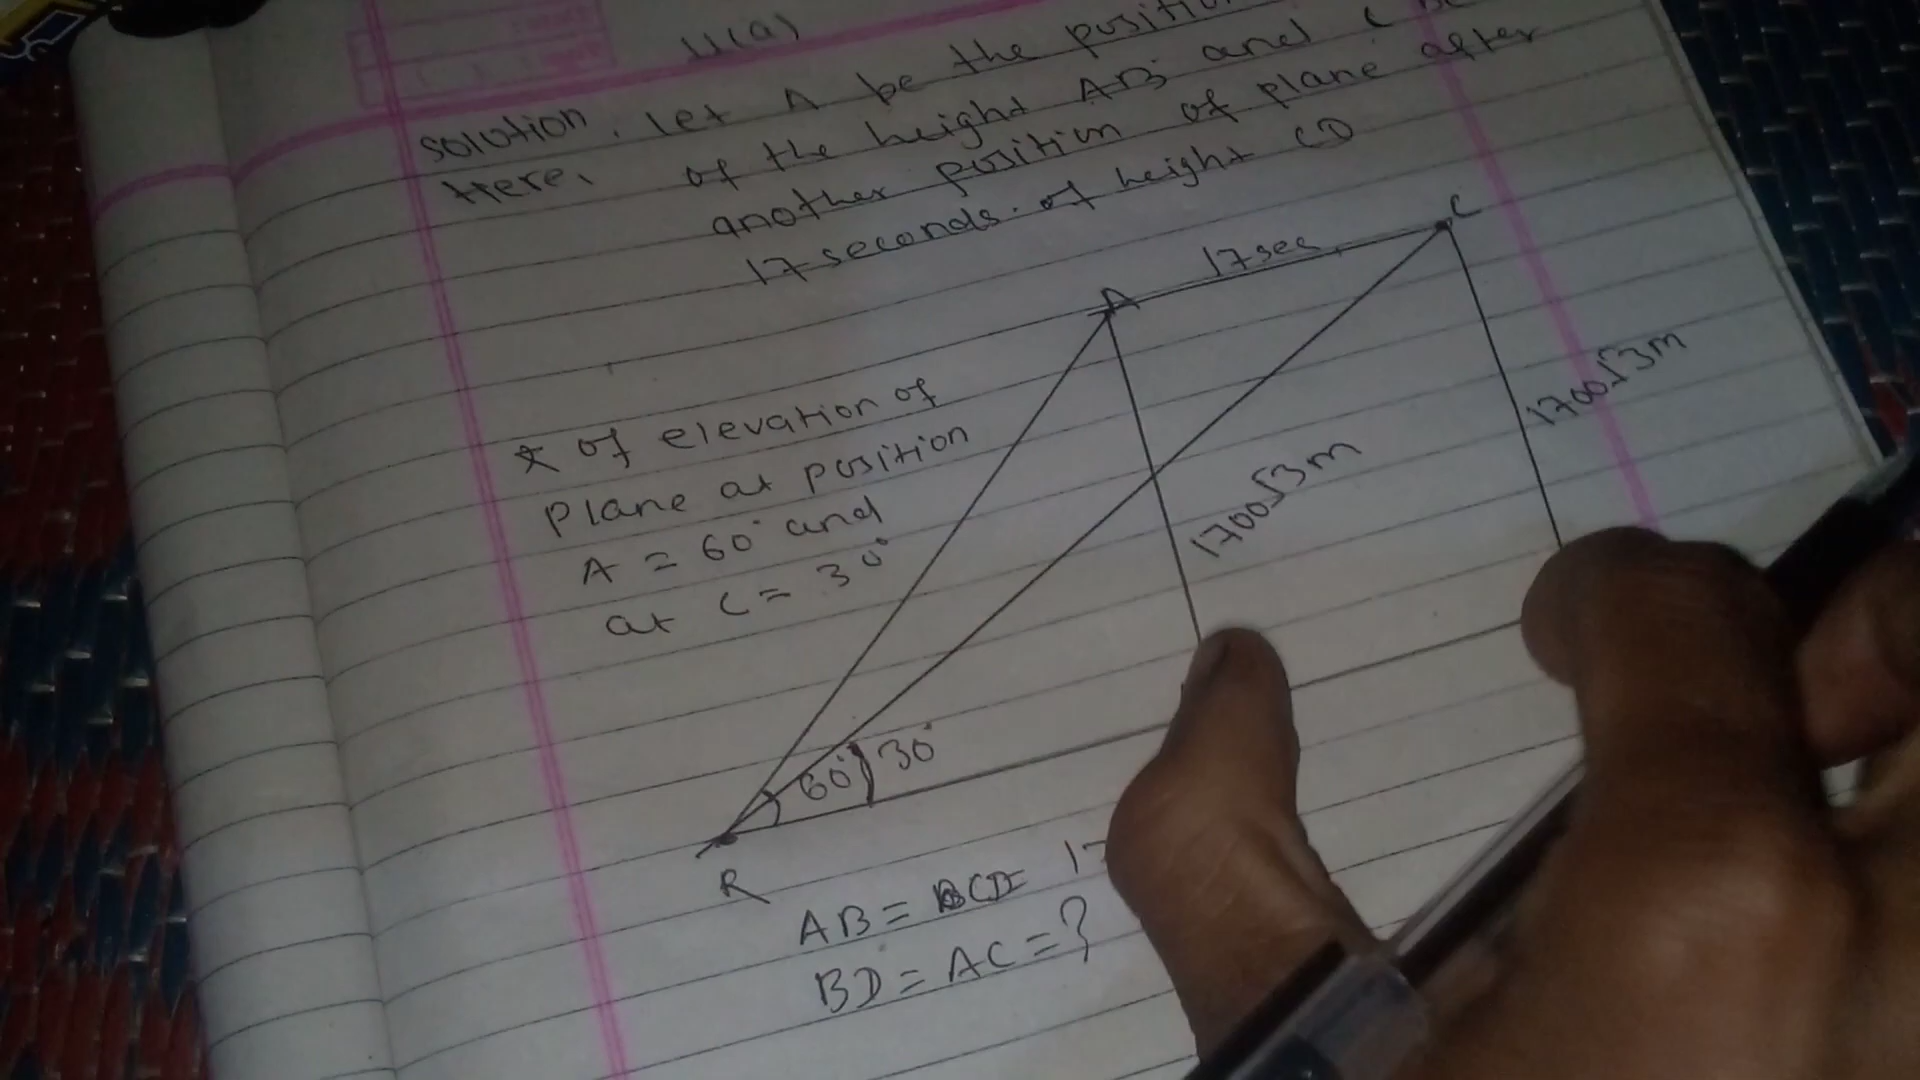 11(a)
solution.
Here, let A be the position
of the height AB and C be
another position of plane after
17 seconds. of height CD
A
17 sec
C
1700√3m
1700√3m
∡ of elevation of
plane at position
A = 60° and
at C = 30°
60°
30°
R
AB = CD = 17
BD = AC = ?